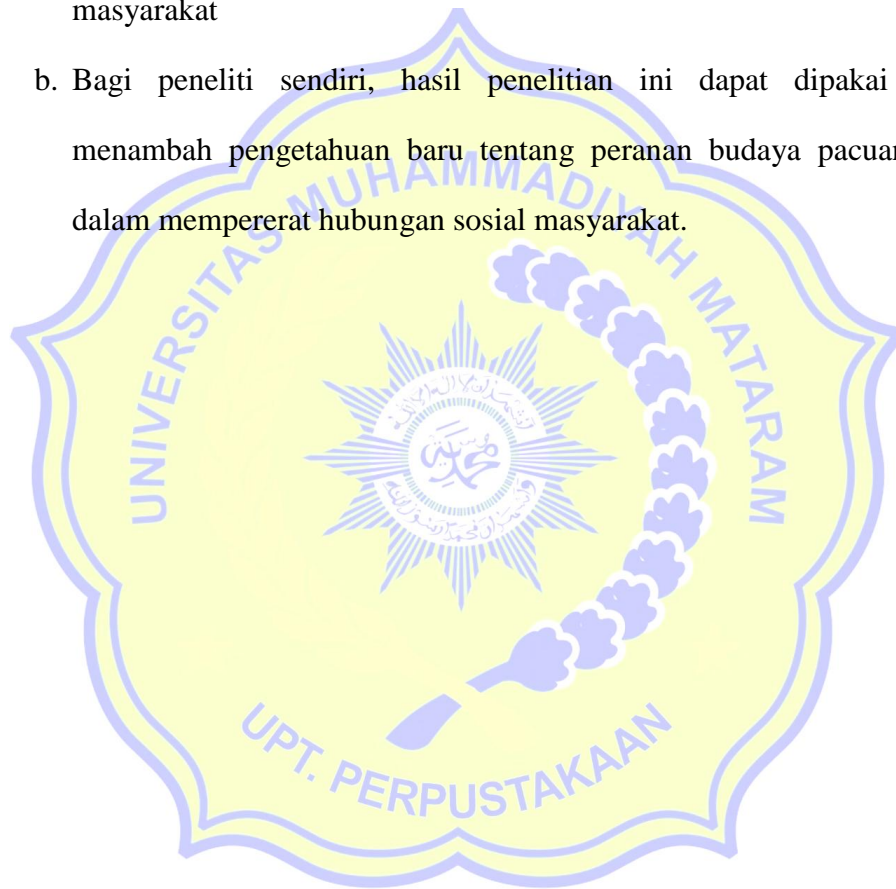 masyarakat
b. Bagi peneliti sendiri, hasil penelitian ini dapat dipakai
menambah pengetahuan baru tentang peranan budaya pacuan
dalam mempererat hubungan sosial masyarakat.
UNIVERSITAS MUHAMMADIYAH MATARAM
UPT. PERPUSTAKAAN